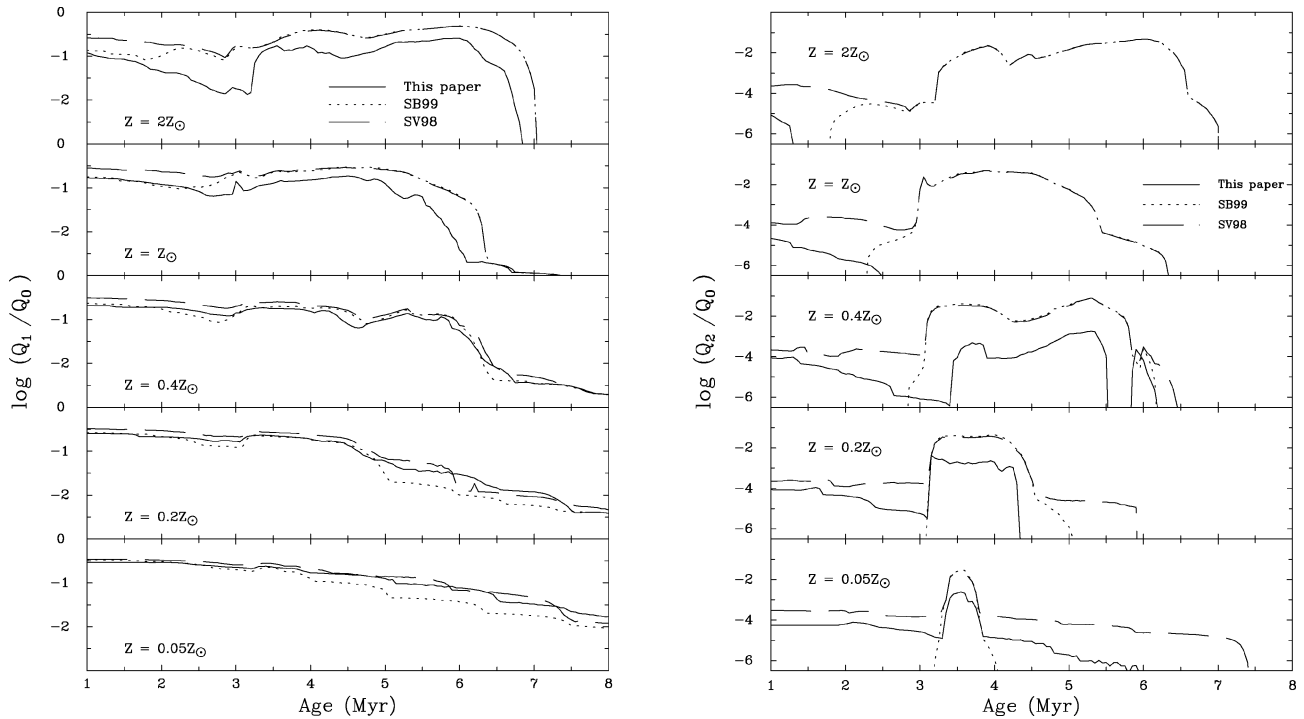 0
-1
-2
Z = 2Z⊙
This paper
SB99
SV98
0
-1
-2
Z = Z⊙
0
-1
-2
Z = 0.4Z⊙
0
-1
-2
Z = 0.2Z⊙
0
-1
-2
Z = 0.05Z⊙
log (Q1 /Q0)
1 2 3 4 5 6 7 8
Age (Myr)
-2
-4
-6
Z = 2Z⊙
-2
-4
-6
Z = Z⊙
This paper
SB99
SV98
-2
-4
-6
Z = 0.4Z⊙
-2
-4
-6
Z = 0.2Z⊙
-2
-4
-6
Z = 0.05Z⊙
log (Q2 /Q0)
1 2 3 4 5 6 7 8
Age (Myr)